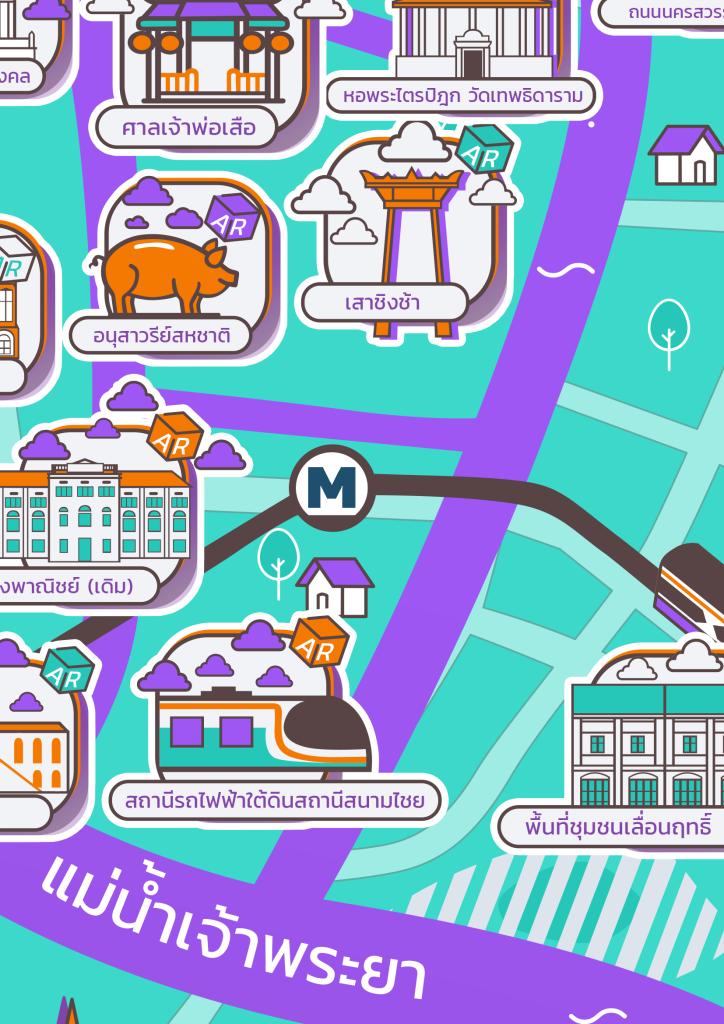 ถนนนครสวร
งคล
ศาลเจ้าพ่อเสือ
หอพระไตรปิฎก วัดเทพธิดาราม
AR
AR
เสาชิงช้า
อนุสาวรีย์สหชาติ
R
AR
M
งพาณิชย์ (เดิม)
AR
AR
สถานีรถไฟฟ้าใต้ดินสถานีสนามไชย
พื้นที่ชุมชนเลื่อนฤทธิ์
แม่น้ำเจ้าพระยา